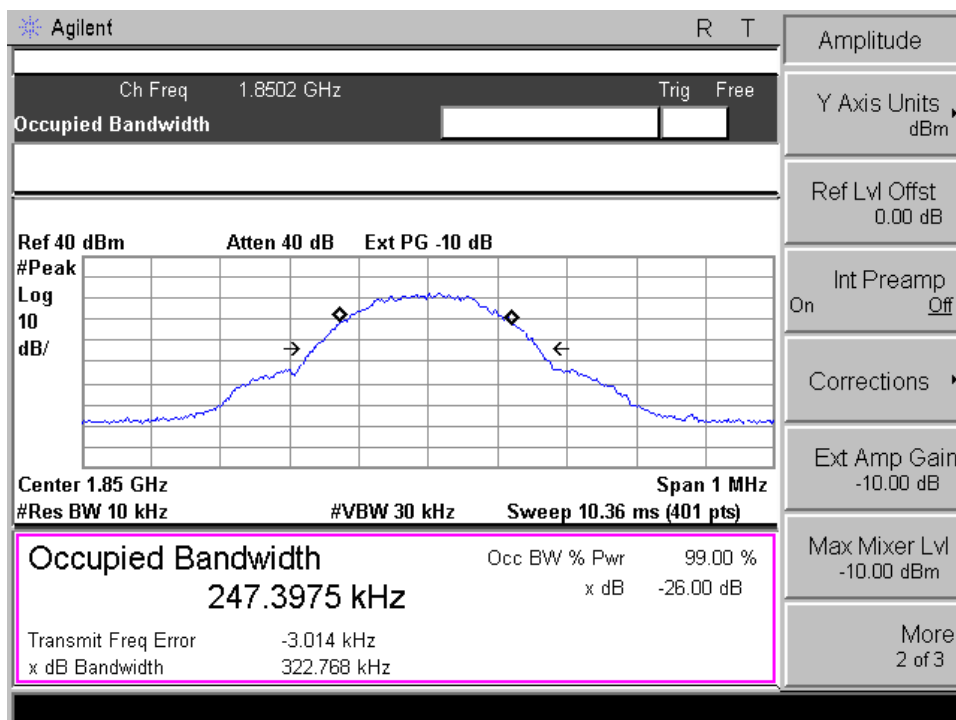 Agilent R T
Ch Freq 1.8502 GHz Trig Free
Occupied Bandwidth
Ref 40 dBm Atten 40 dB Ext PG -10 dB
#Peak
Log
10
dB/
Center 1.85 GHz Span 1 MHz
#Res BW 10 kHz #VBW 30 kHz Sweep 10.36 ms (401 pts)
Occupied Bandwidth
247.3975 kHz
Occ BW % Pwr 99.00 %
x dB -26.00 dB
Transmit Freq Error -3.014 kHz
x dB Bandwidth 322.768 kHz
Amplitude
Y Axis Units
dBm
Ref Lvl Offst
0.00 dB
Int Preamp
On Off
Corrections
Ext Amp Gain
-10.00 dB
Max Mixer Lvl
-10.00 dBm
More
2 of 3